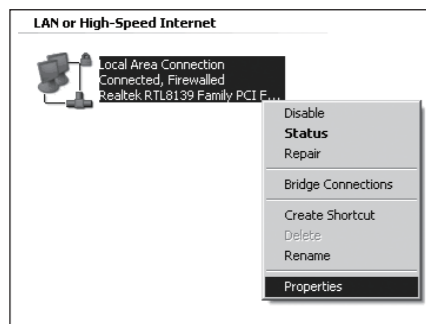 LAN or High-Speed Internet
Local Area Connection
Connected, Firewalled
Realtek RTL8139 Family PCI F...
Disable
Status
Repair
Bridge Connections
Create Shortcut
Delete
Rename
Properties